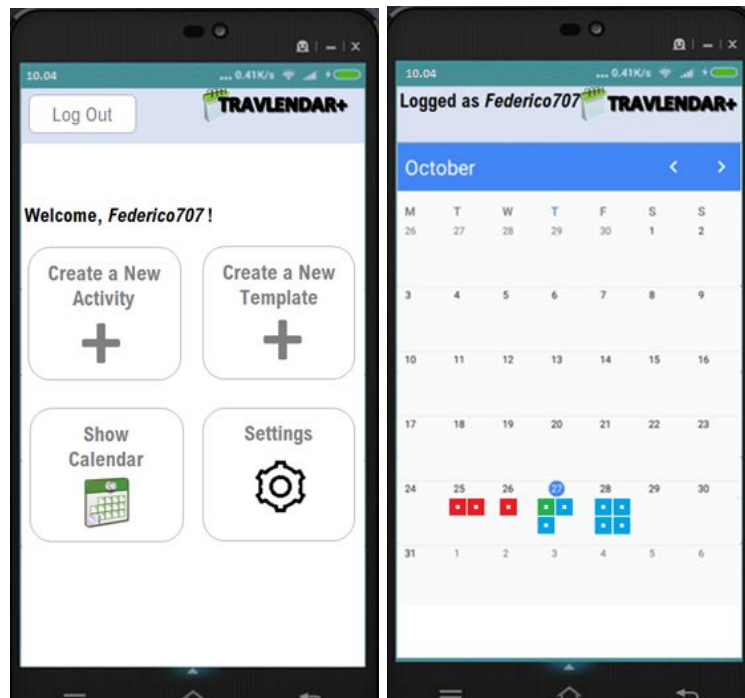 10.04
... 0.41K/s
Log Out
TRAVLENDAR+
Welcome, Federico707 !
Create a New
Activity
Create a New
Template
Show
Calendar
Settings
10.04
... 0.41K/s
Logged as Federico707
TRAVLENDAR+
October < >
M T W T F S S
26 27 28 29 30 1 2
3 4 5 6 7 8 9
10 11 12 13 14 15 16
17 18 19 20 21 22 23
24 25 26 27 28 29 30
31 1 2 3 4 5 6